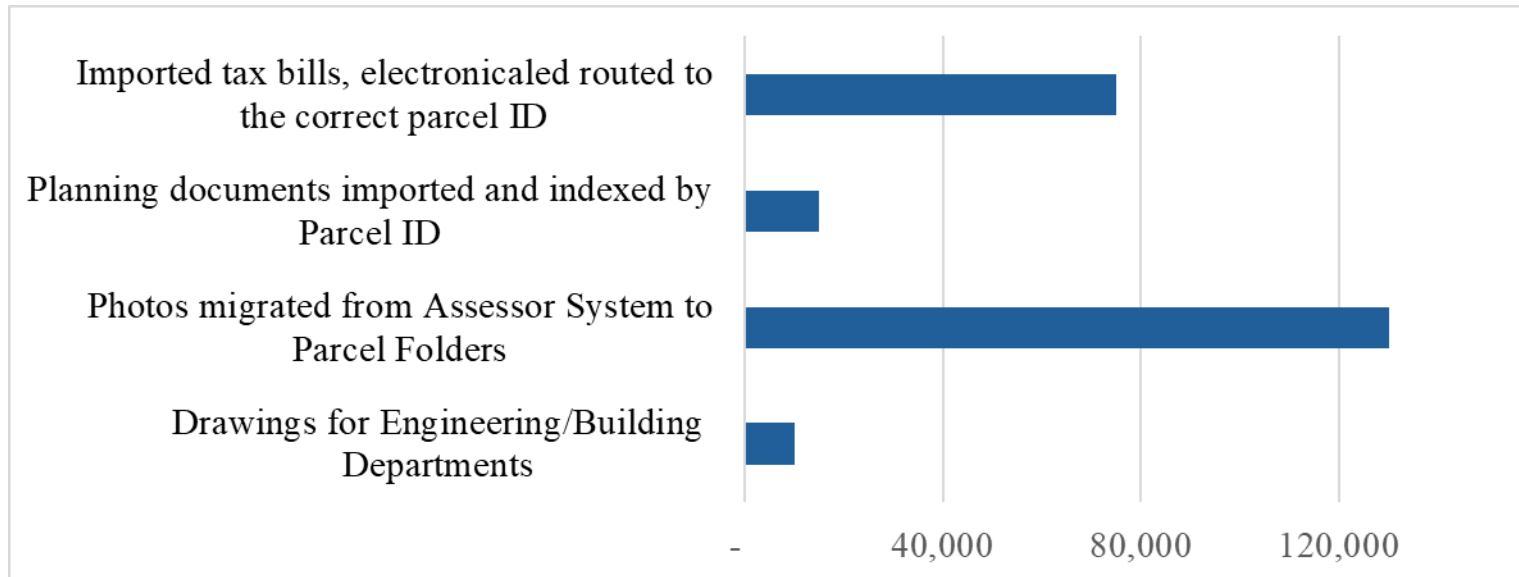 Imported tax bills, electronicaled routed to
the correct parcel ID
Planning documents imported and indexed by
Parcel ID
Photos migrated from Assessor System to
Parcel Folders
Drawings for Engineering/Building
Departments
- 40,000 80,000 120,000